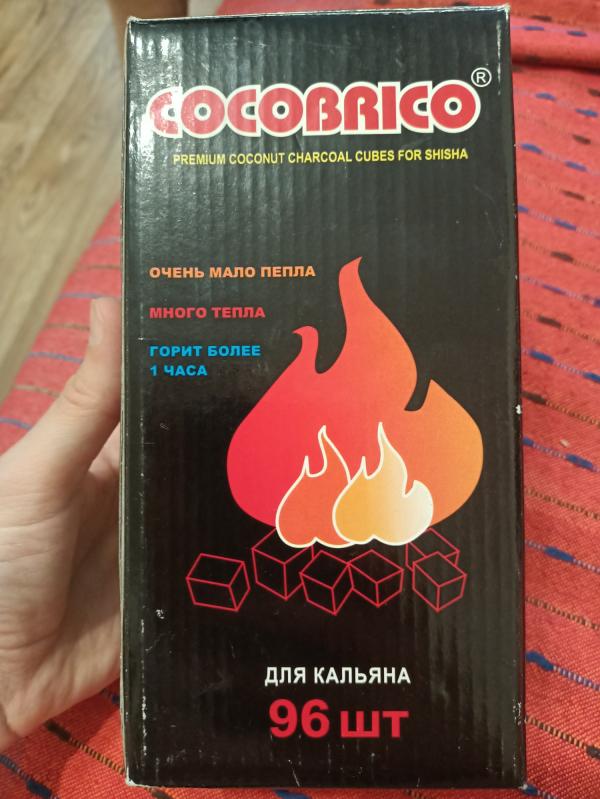 COCOBRICO®
PREMIUM COCONUT CHARCOAL CUBES FOR SHISHA
ОЧЕНЬ МАЛО ПЕПЛА
МНОГО ТЕПЛА
ГОРИТ БОЛЕЕ
1 ЧАСА
ДЛЯ КАЛЬЯНА
96 ШТ